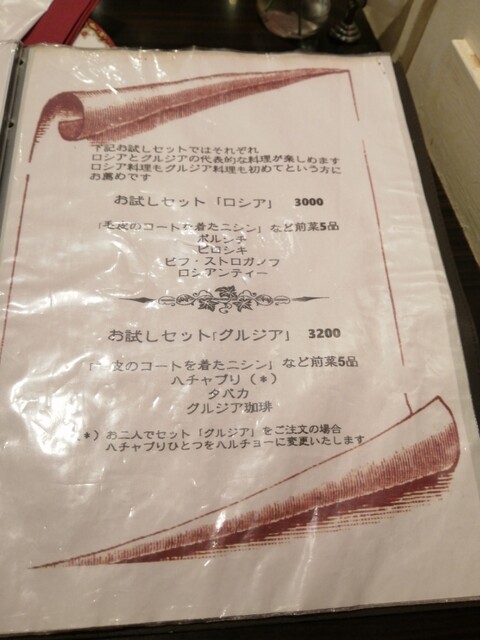 下記お試しセットではそれぞれ
ロシアとグルジアの代表的な料理が楽しめます
ロシア料理もグルジア料理も初めてという方に
お薦めです
お試しセット「ロシア」 3000
「毛皮のコートを着たニシン」など前菜5品
ボルシチ
ピロシキ
ビフ・ストロガノフ
ロシアンティー
お試しセット「グルジア」 3200
皮のコートを着たニシン」など前菜5品
ハチャプリ(*)
タバカ
グルジア珈琲
*)お二人でセット「グルジア」をご注文の場合
ハチャプリひとつをハルチョーに変更いたします